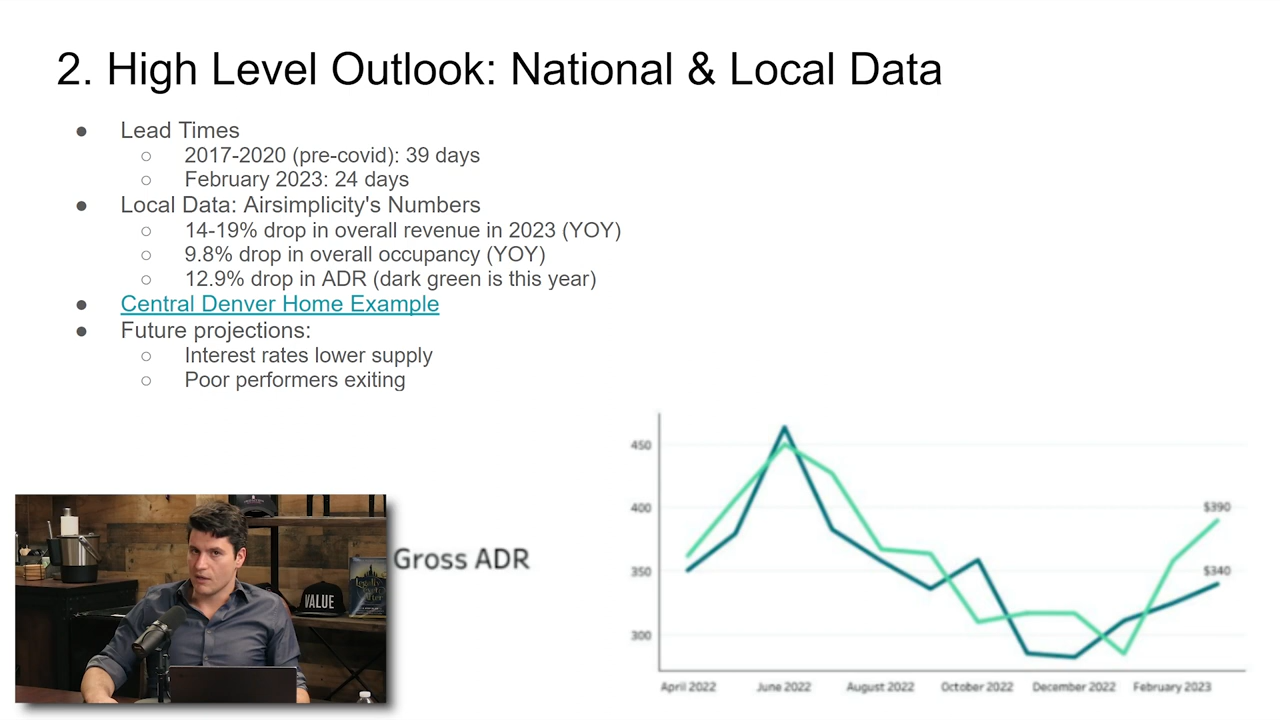 2. High Level Outlook: National & Local Data
● Lead Times
○ 2017-2020 (pre-covid): 39 days
○ February 2023: 24 days
● Local Data: Airsimplicity's Numbers
○ 14-19% drop in overall revenue in 2023 (YOY)
○ 9.8% drop in overall occupancy (YOY)
○ 12.9% drop in ADR (dark green is this year)
● Central Denver Home Example
● Future projections:
○ Interest rates lower supply
○ Poor performers exiting
Gross ADR
VALUE
450
400
350
300
$390
$340
April 2022 June 2022 August 2022 October 2022 December 2022 February 2023